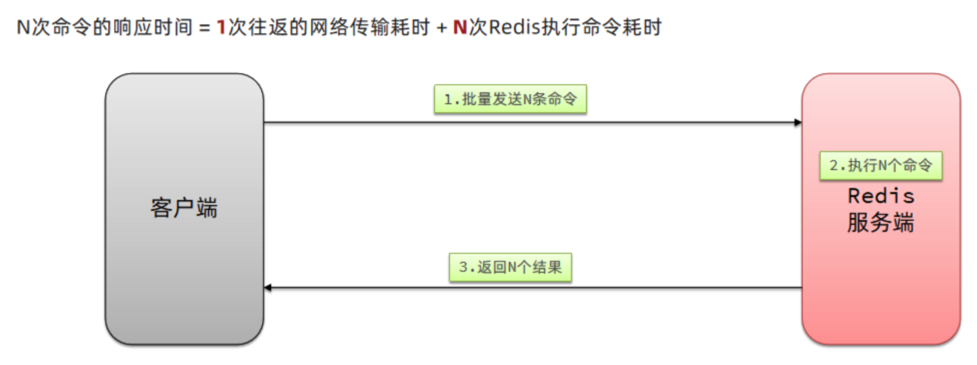 N次命令的响应时间 = 1次往返的网络传输耗时 + N次Redis执行命令耗时
1.批量发送N条命令
2.执行N个命令
客户端
Redis
服务端
3.返回N个结果